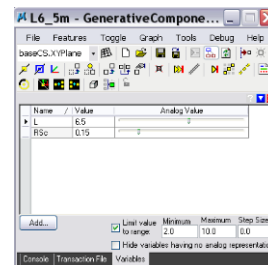 L6_5m - GenerativeCompone...
File Features Toggle Graph Tools Debug Help
baseCS.XYPlane
Name / Value Analog Value
L 6.5
RSc 0.15
Add...
Limit value to range: Minimum Maximum Step Size
2.0 10.0 0.0
Hide variables having no analog representatio
Console Transaction File Variables